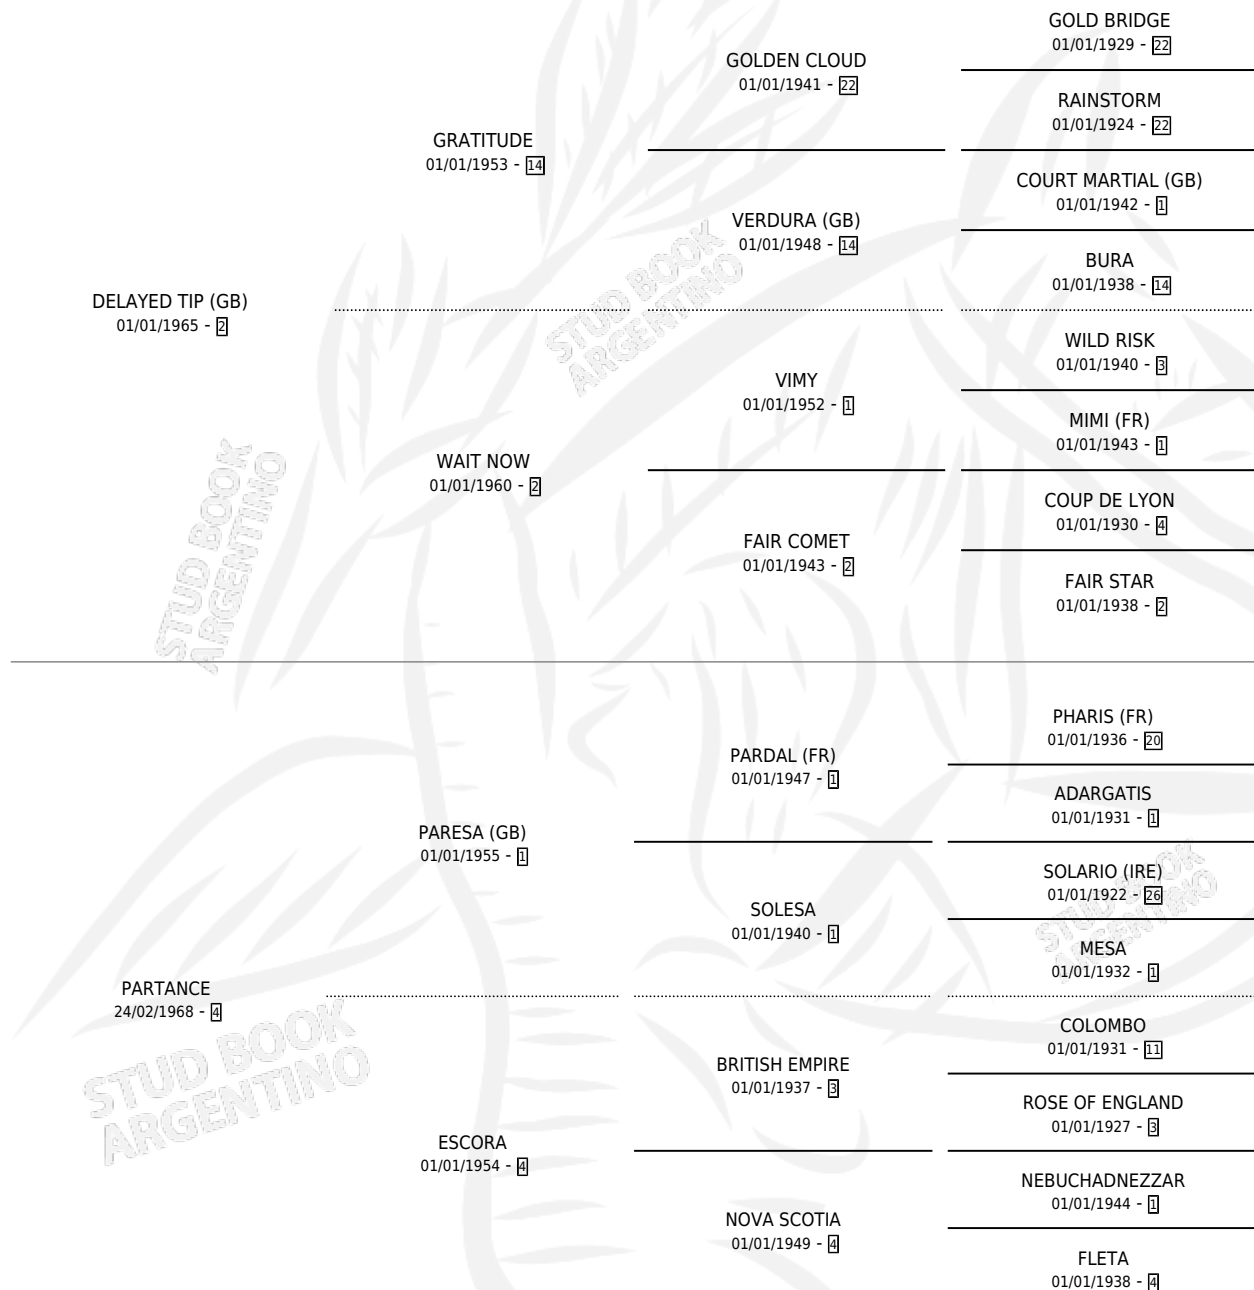 GOLD BRIDGE
01/01/1929 - 22
GOLDEN CLOUD
01/01/1941 - 22
RAINSTORM
01/01/1924 - 22
GRATITUDE
01/01/1953 - 14
COURT MARTIAL (GB)
01/01/1942 - 1
VERDURA (GB)
01/01/1948 - 14
BURA
01/01/1938 - 14
DELAYED TIP (GB)
01/01/1965 - 2
WILD RISK
01/01/1940 - 3
VIMY
01/01/1952 - 1
MIMI (FR)
01/01/1943 - 1
WAIT NOW
01/01/1960 - 2
COUP DE LYON
01/01/1930 - 4
FAIR COMET
01/01/1943 - 2
FAIR STAR
01/01/1938 - 2
PHARIS (FR)
01/01/1936 - 20
PARDAL (FR)
01/01/1947 - 1
ADARGATIS
01/01/1931 - 1
PARESA (GB)
01/01/1955 - 1
SOLARIO (IRE)
01/01/1922 - 26
SOLESA
01/01/1940 - 1
MESA
01/01/1932 - 1
PARTANCE
24/02/1968 - 4
COLOMBO
01/01/1931 - 11
BRITISH EMPIRE
01/01/1937 - 3
ROSE OF ENGLAND
01/01/1927 - 3
ESCORA
01/01/1954 - 4
NEBUCHADNEZZAR
01/01/1944 - 1
NOVA SCOTIA
01/01/1949 - 4
FLETA
01/01/1938 - 4
STUD BOOK
ARGENTINO
STUD BOOK
ARGENTINO
STUD BOOK
ARGENTINO
STUD BOOK
ARGENTINO